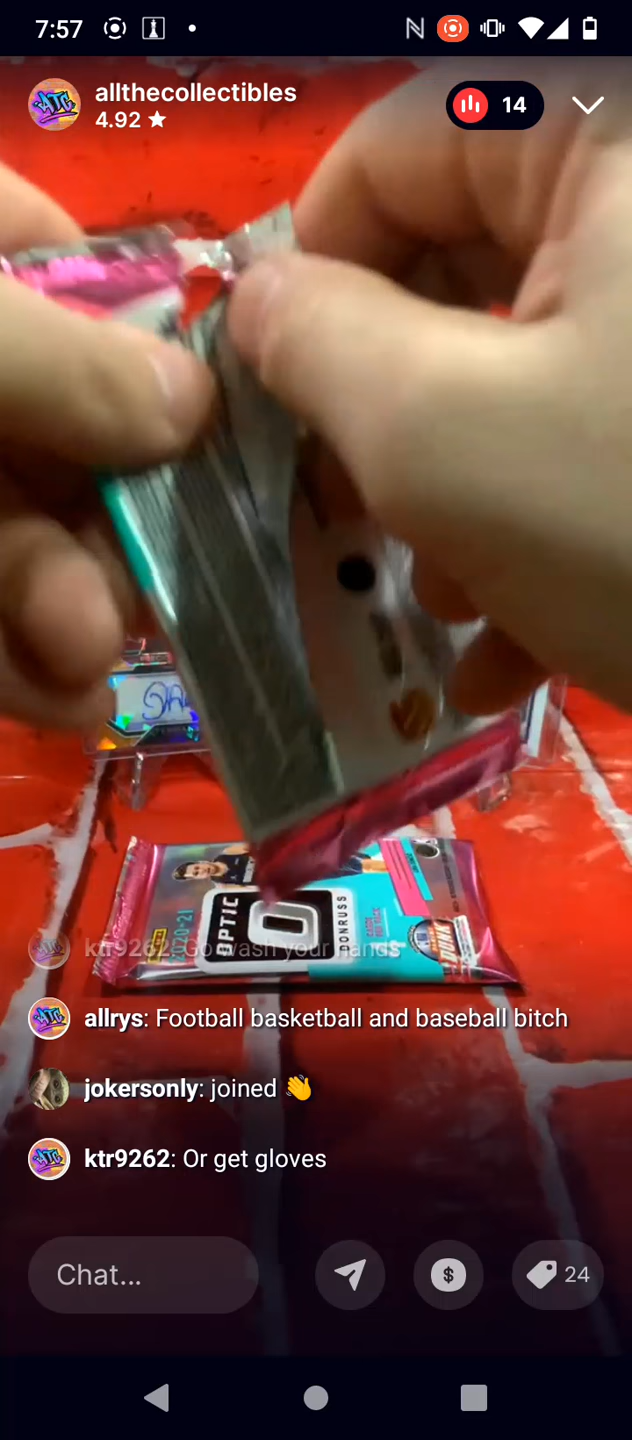 7:57
allthecollectibles
4.92 ★
14
2020-21
OPTIC
DONRUSS
ktr9262: Go wash your hands
allrys: Football basketball and baseball bitch
jokersonly: joined 👋
ktr9262: Or get gloves
Chat...
$
24